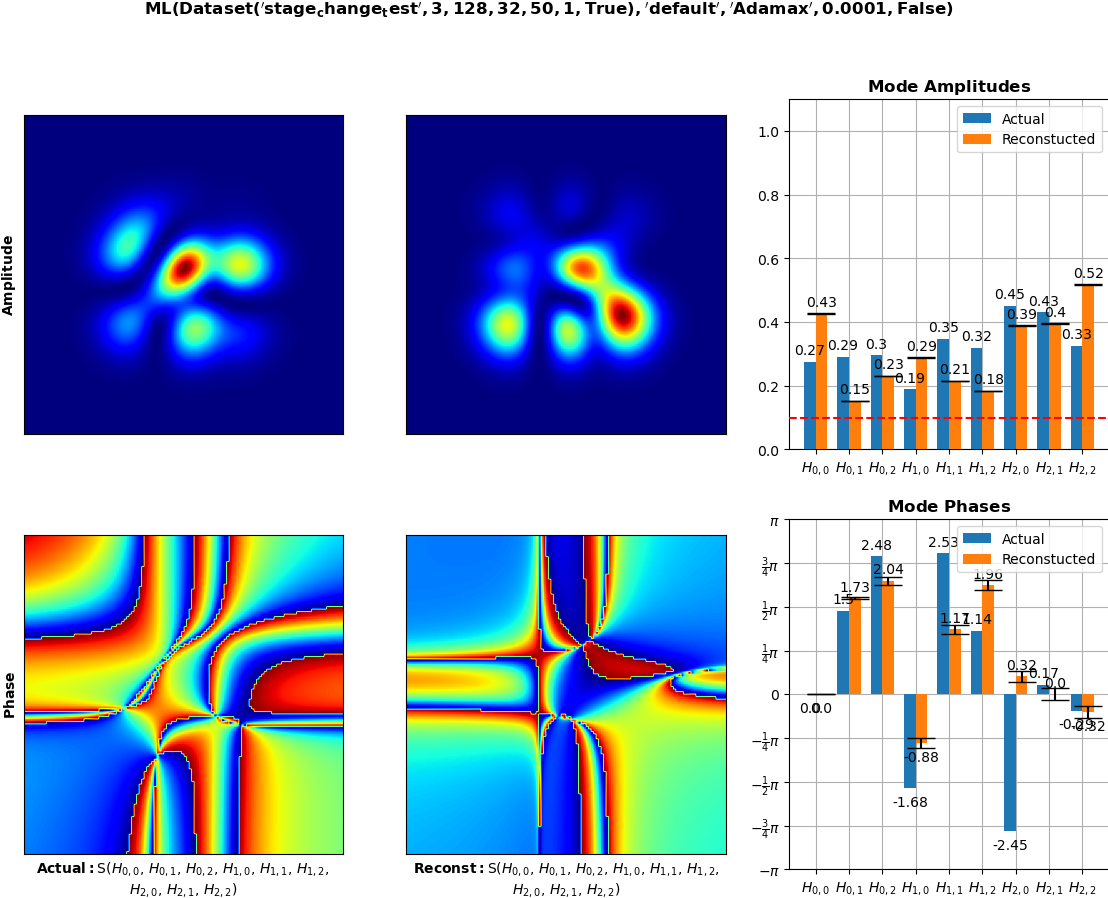 ML(Dataset('stage_change_test', 3, 128, 32, 50, 1, True), 'default', 'Adamax', 0.0001, False)
Amplitude
Mode Amplitudes
Actual
Reconstucted
1.0
0.8
0.6
0.4
0.2
0.0
0.27 0.43 0.29 0.15 0.3 0.23 0.19 0.29 0.35 0.21 0.32 0.18 0.45 0.39 0.43 0.4 0.33 0.52
H0,0 H0,1 H0,2 H1,0 H1,1 H1,2 H2,0 H2,1 H2,2
Phase
Actual: S(H0,0, H0,1, H0,2, H1,0, H1,1, H1,2,
H2,0, H2,1, H2,2)
Reconst: S(H0,0, H0,1, H0,2, H1,0, H1,1, H1,2,
H2,0, H2,1, H2,2)
Mode Phases
Actual
Reconstucted
π
3/4π
1/2π
1/4π
0
−1/4π
−1/2π
−3/4π
−π
0.0 0.0 1.5 1.73 2.48 2.04 -1.68 -0.88 2.53 1.17 1.14 1.96 -2.45 0.32 0.17 0.0 -0.29 -0.32
H0,0 H0,1 H0,2 H1,0 H1,1 H1,2 H2,0 H2,1 H2,2